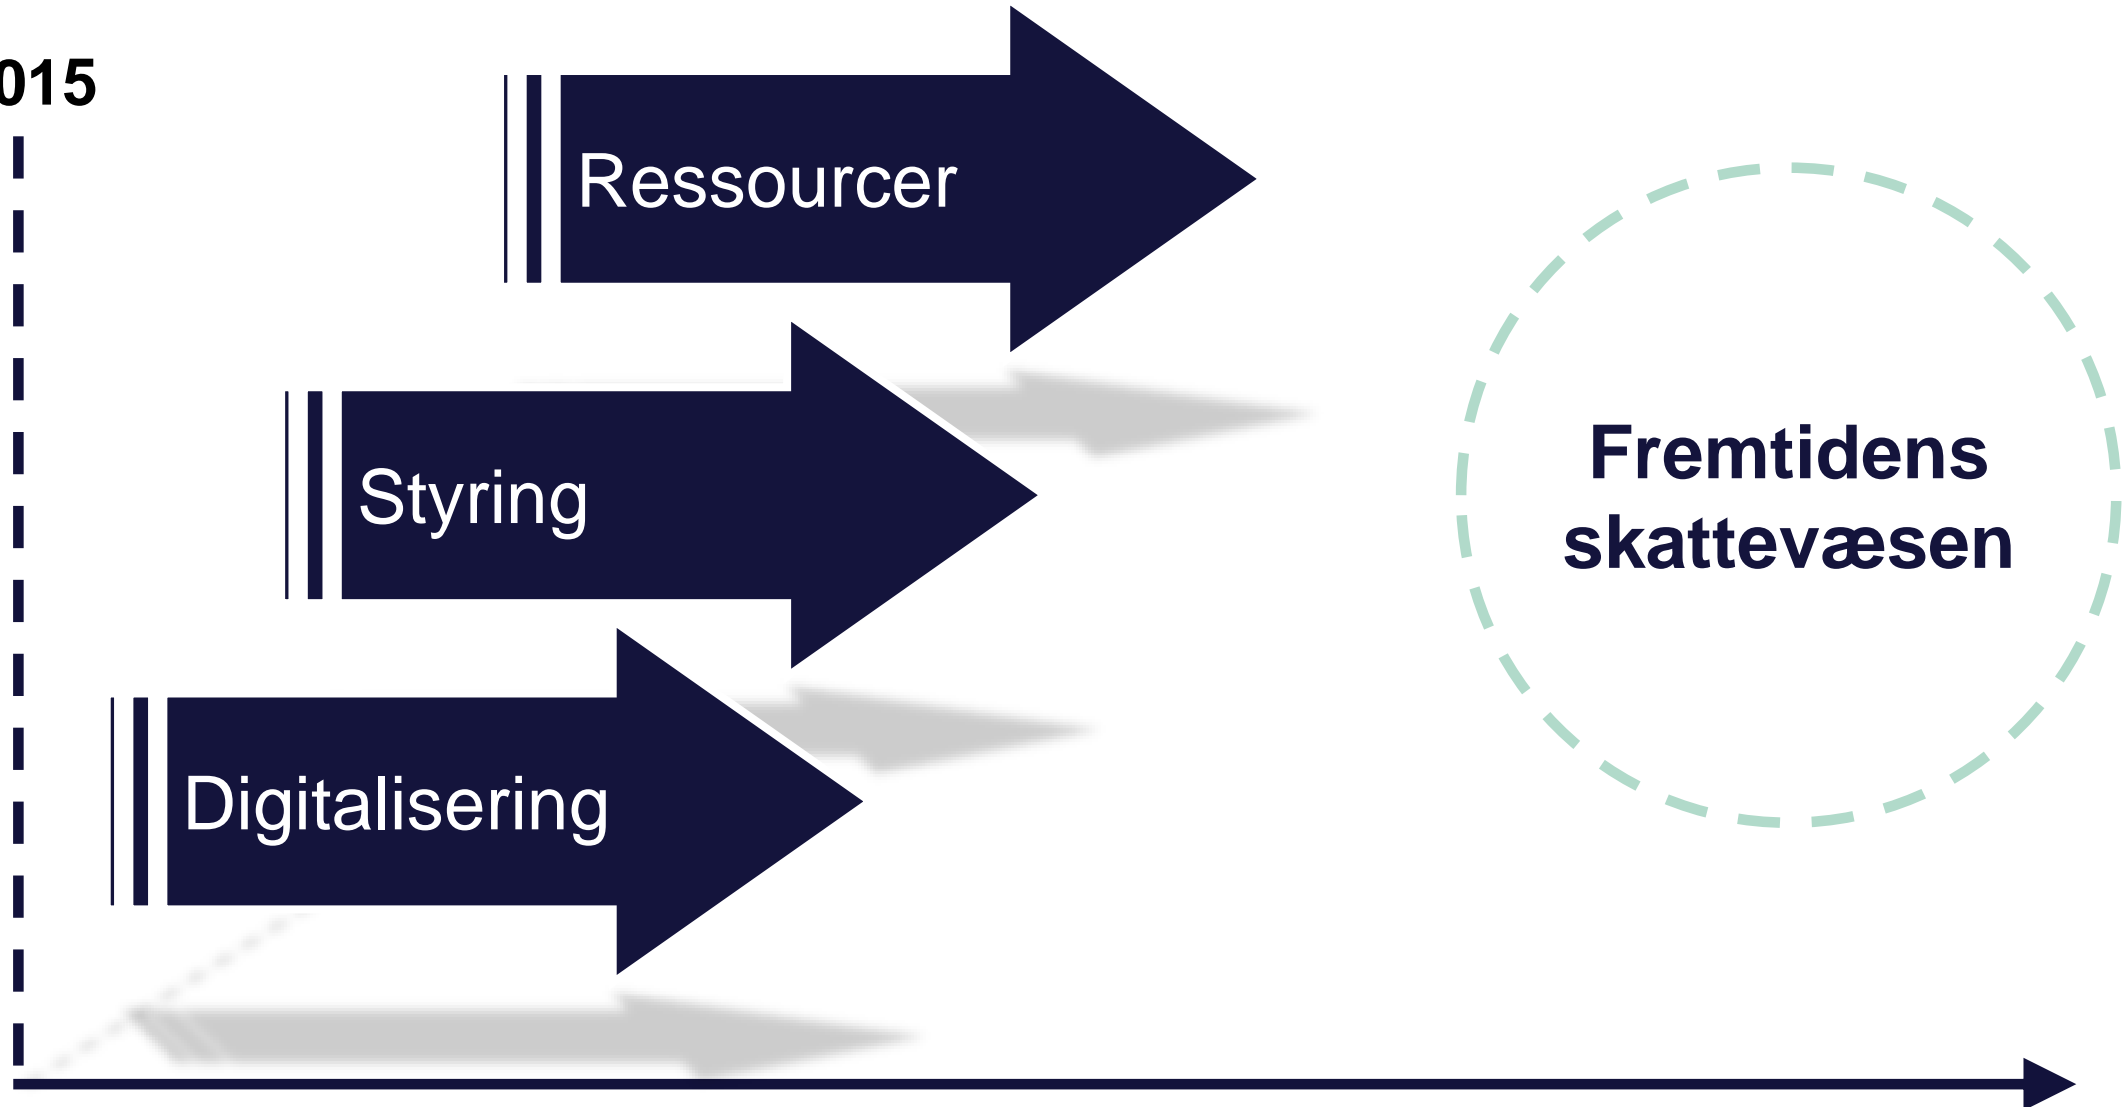 015
Ressourcer
Styring
Digitalisering
Fremtidens
skattevæsen